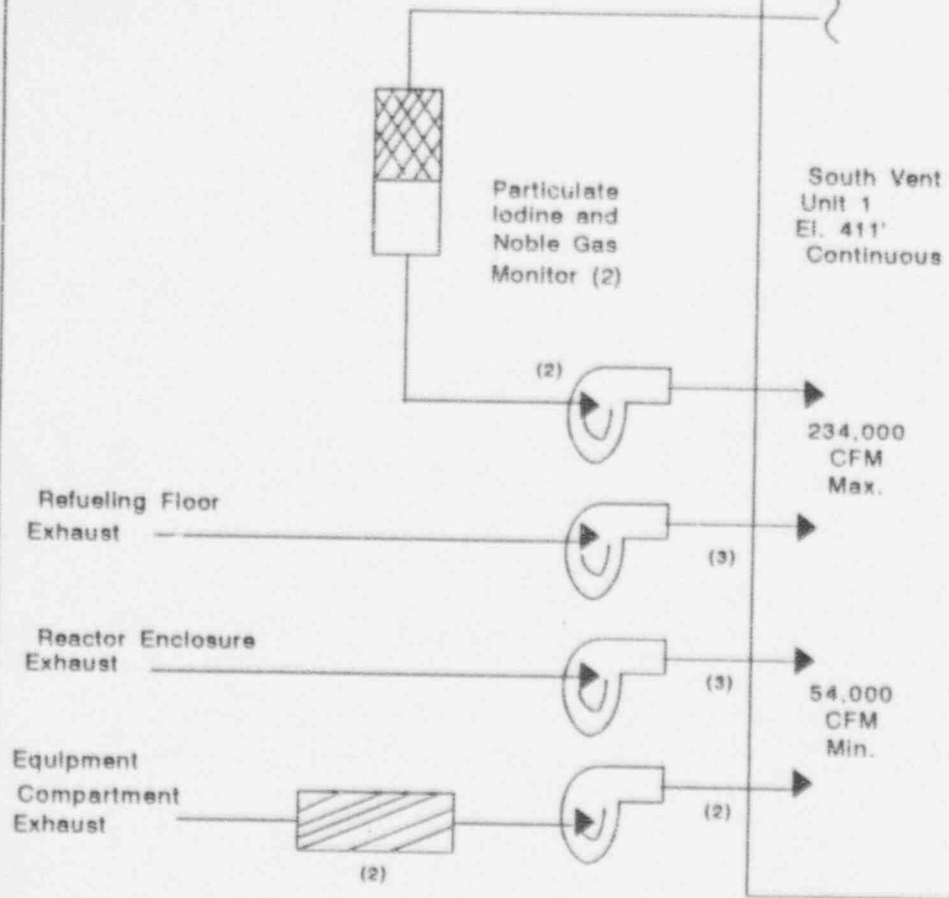 Particulate
Iodine and
Noble Gas
Monitor (2)
South Vent
Unit 1
El. 411'
Continuous
(2)
234,000
CFM
Max.
Refueling Floor
Exhaust
(3)
Reactor Enclosure
Exhaust
(3)
54,000
CFM
Min.
Equipment
Compartment
Exhaust
(2)
(2)